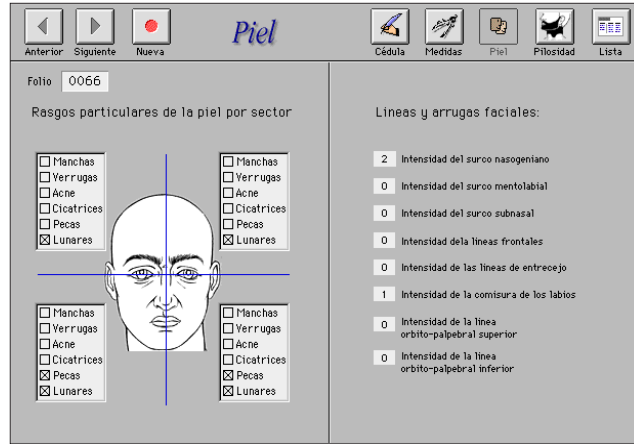 Piel
Anterior
Siguiente
Nueva
Cédula
Medidas
Piel
Pilosidad
Lista
Folio 0066
Rasgos particulares de la piel por sector
Manchas
Verrugas
Acne
Cicatrices
Pecas
Lunares
Manchas
Verrugas
Acne
Cicatrices
Pecas
Lunares
Manchas
Verrugas
Acne
Cicatrices
Pecas
Lunares
Manchas
Verrugas
Acne
Cicatrices
Pecas
Lunares
Lineas y arrugas faciales:
2 Intensidad del surco nasogeniano
0 Intensidad del surco mentolabial
0 Intensidad del surco subnasal
0 Intensidad dela líneas frontales
0 Intensidad de las líneas de entrecejo
1 Intensidad de la comisura de los labios
0 Intensidad de la línea
orbito-palpebral superior
0 Intensidad de la línea
orbito-palpebral inferior